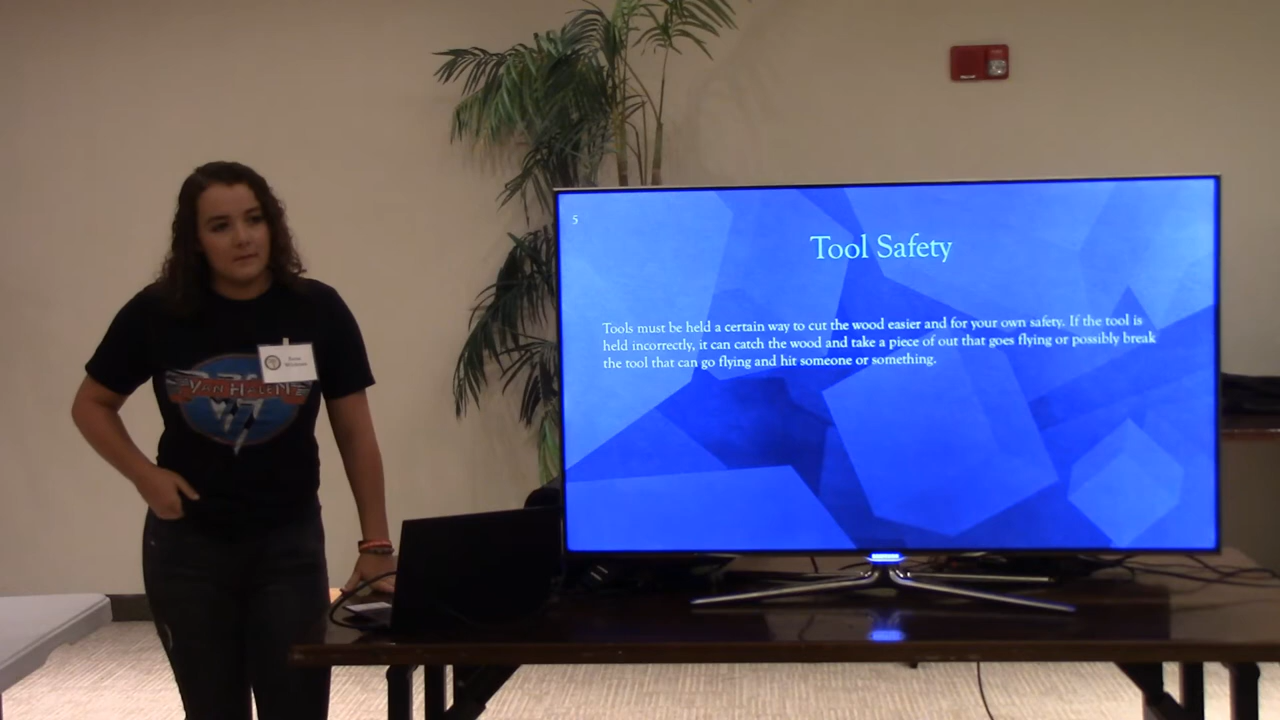 5
Tool Safety
Tools must be held a certain way to cut the wood easier and for your own safety. If the tool is
held incorrectly, it can catch the wood and take a piece of out that goes flying or possibly break
the tool that can go flying and hit someone or something.
VAN HALEN